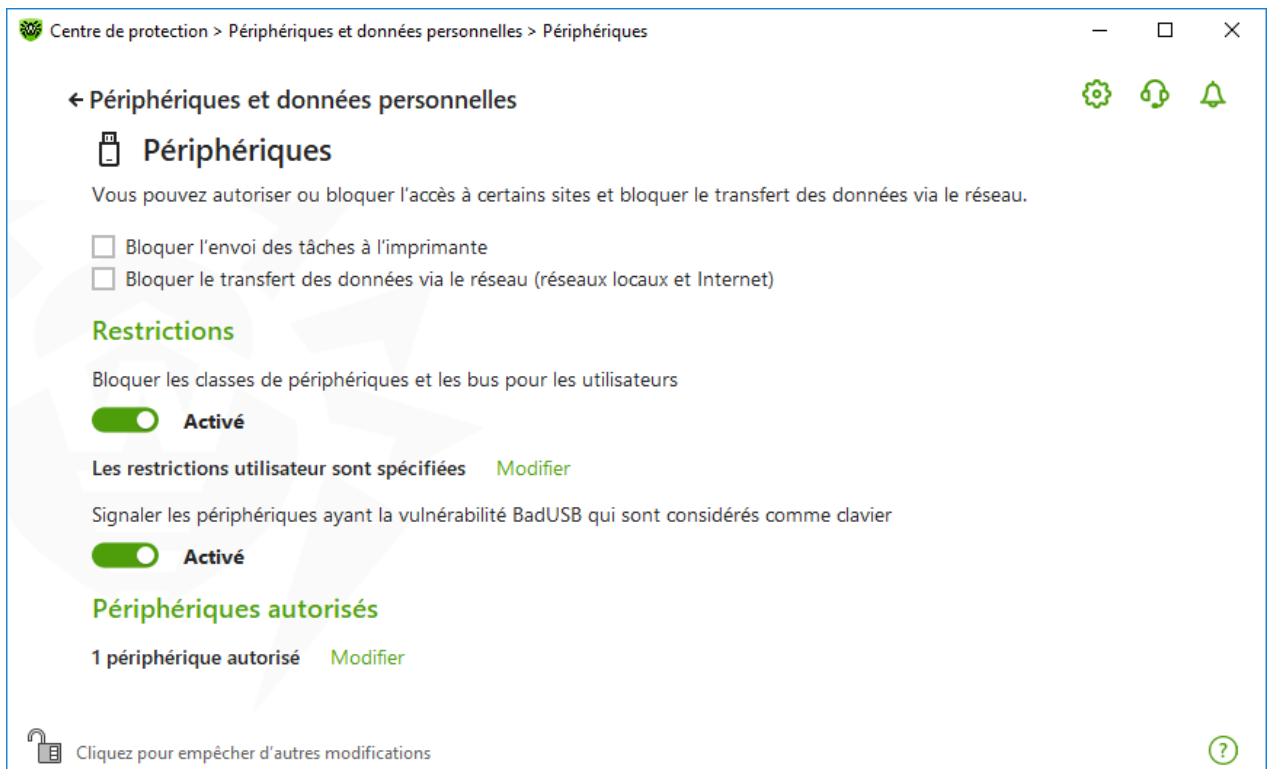 Centre de protection > Périphériques et données personnelles > Périphériques
Périphériques et données personnelles
Périphériques
Vous pouvez autoriser ou bloquer l'accès à certains sites et bloquer le transfert des données via le réseau.
Bloquer l'envoi des tâches à l'imprimante
Bloquer le transfert des données via le réseau (réseaux locaux et Internet)
Restrictions
Bloquer les classes de périphériques et les bus pour les utilisateurs
Activé
Les restrictions utilisateur sont spécifiées Modifier
Signaler les périphériques ayant la vulnérabilité BadUSB qui sont considérés comme clavier
Activé
Périphériques autorisés
1 périphérique autorisé Modifier
Cliquez pour empêcher d'autres modifications